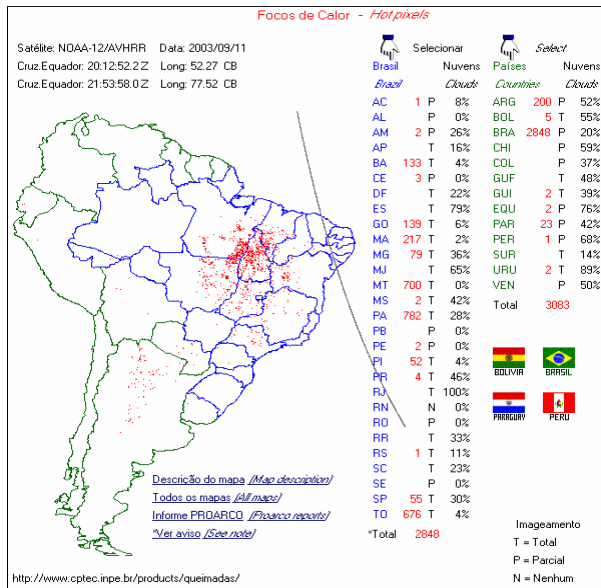 Focos de Calor - Hot pixels
Satélite: NOAA-12/AVHRR Data: 2003/09/11
Cruz.Equador: 20:12:52.2 Z Long: 52.27 CB
Cruz.Equador: 21:53:58.0 Z Long: 77.52 CB
Selecionar
Brasil Nuvens
Brazil Clouds
AC 1 P 8%
AL P 0%
AM 2 P 26%
AP T 16%
BA 133 T 4%
CE 3 P 0%
DF T 22%
ES T 79%
GO 139 T 6%
MA 217 T 2%
MG 79 T 36%
MJ T 65%
MT 700 T 0%
MS 2 T 42%
PA 782 T 28%
PB P 0%
PE 2 P 0%
PI 52 T 4%
PR 4 T 46%
RJ T 100%
RN N 0%
RO P 0%
RR T 33%
RS 1 T 11%
SC T 23%
SE P 0%
SP 55 T 30%
TO 676 T 4%
*Total 2848
Select
Países Nuvens
Countries Clouds
ARG 200 P 52%
BOL 5 T 55%
BRA 2848 P 20%
CHI P 59%
COL P 37%
GUF T 48%
GUI 2 T 39%
EQU 2 P 76%
PAR 23 P 42%
PER 1 P 68%
SUR T 14%
URU 2 T 89%
VEN P 50%
Total 3083
BOLIVIA BRASIL
PARAGUAY PERU
Descrição do mapa (Map description)
Todos os mapas (All maps)
Informe PROARCO (Proarco reports)
*Ver aviso (See note)
Imageamento
T = Total
P = Parcial
N = Nenhum
http://www.cptec.inpe.br/products/queimadas/